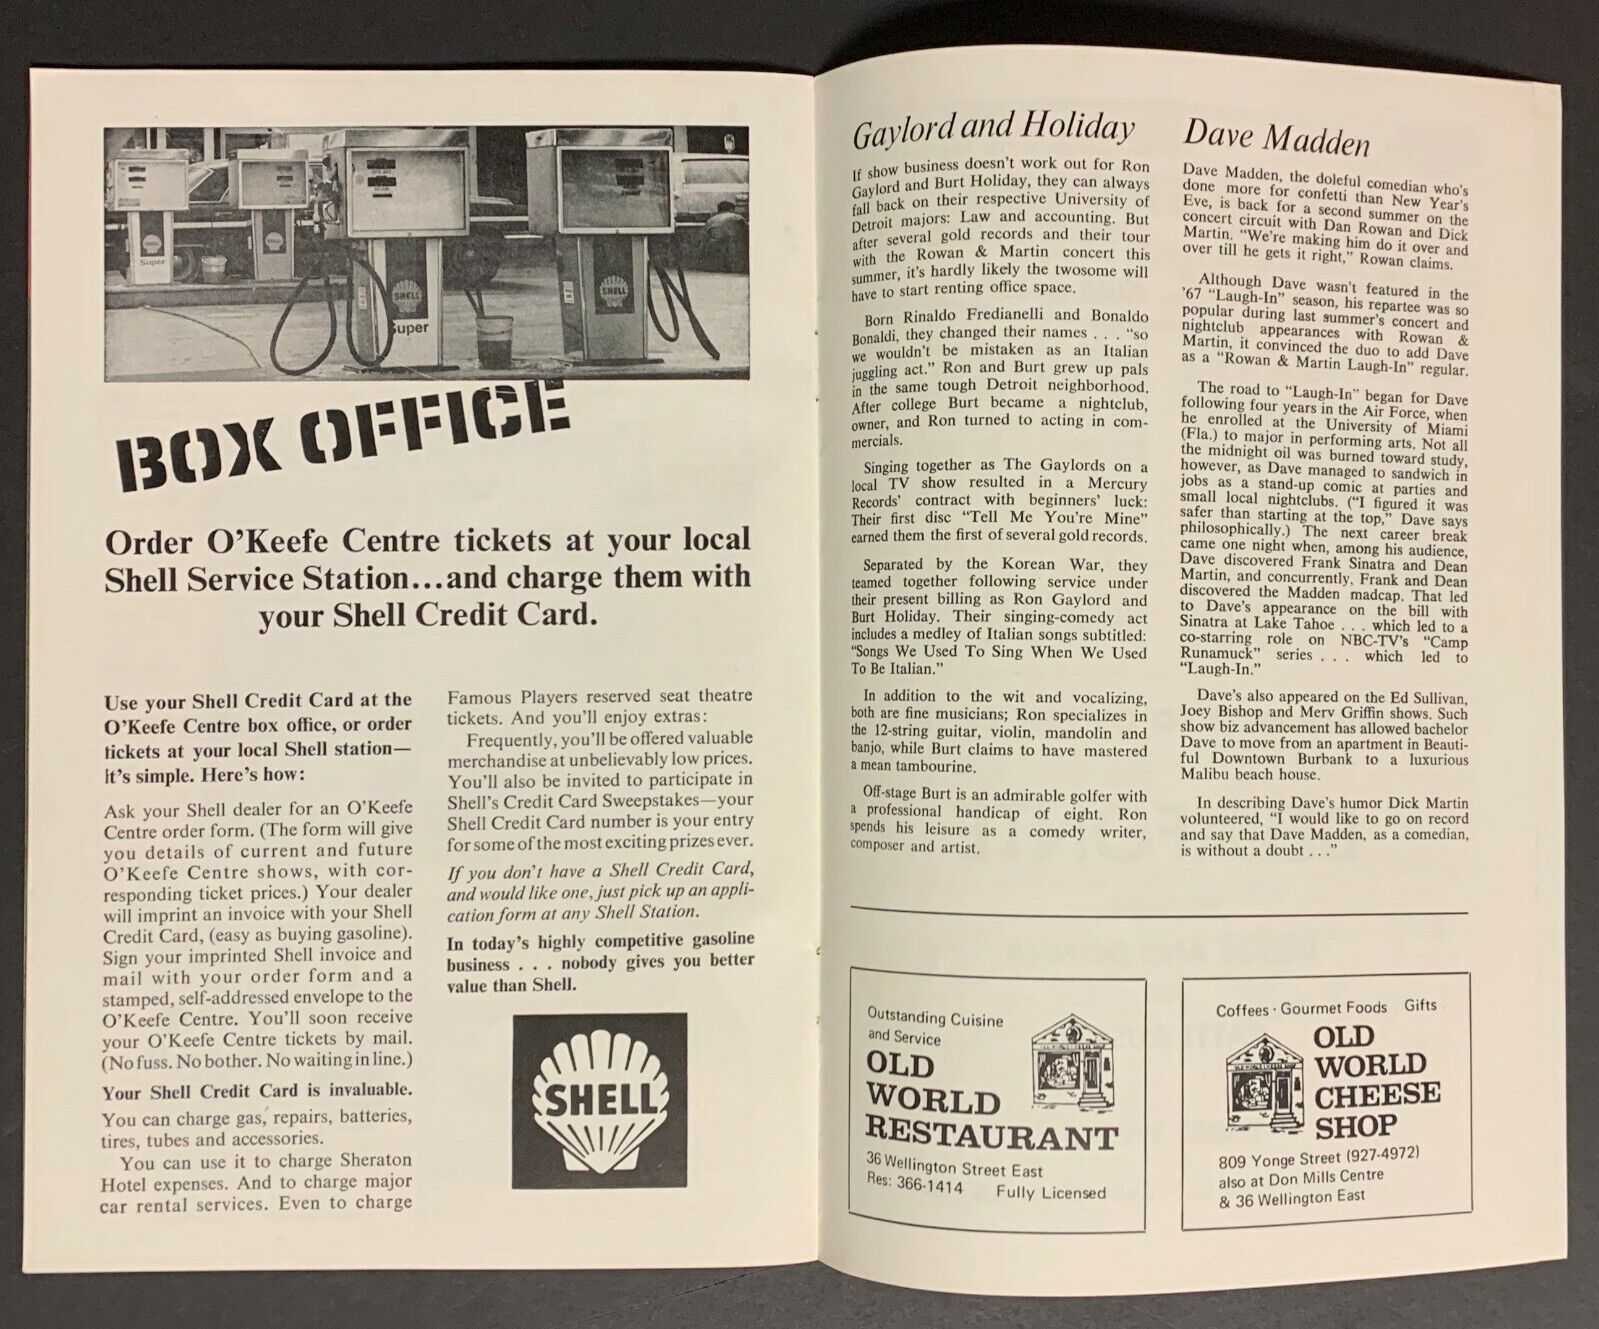 Super
SHELL
Super
SHELL
BOX OFFICE
Order O'Keefe Centre tickets at your local
Shell Service Station...and charge them with
your Shell Credit Card.
Use your Shell Credit Card at the
O'Keefe Centre box office, or order
tickets at your local Shell station—
it's simple. Here's how:
Ask your Shell dealer for an O'Keefe
Centre order form. (The form will give
you details of current and future
O'Keefe Centre shows, with cor-
responding ticket prices.) Your dealer
will imprint an invoice with your Shell
Credit Card, (easy as buying gasoline).
Sign your imprinted Shell invoice and
mail with your order form and a
stamped, self-addressed envelope to the
O'Keefe Centre. You'll soon receive
your O'Keefe Centre tickets by mail.
(No fuss. No bother. No waiting in line.)
Your Shell Credit Card is invaluable.
You can charge gas, repairs, batteries,
tires, tubes and accessories.
You can use it to charge Sheraton
Hotel expenses. And to charge major
car rental services. Even to charge
Famous Players reserved seat theatre
tickets. And you'll enjoy extras:
Frequently, you'll be offered valuable
merchandise at unbelievably low prices.
You'll also be invited to participate in
Shell's Credit Card Sweepstakes—your
Shell Credit Card number is your entry
for some of the most exciting prizes ever.
If you don't have a Shell Credit Card,
and would like one, just pick up an appli-
cation form at any Shell Station.
In today's highly competitive gasoline
business . . . nobody gives you better
value than Shell.
SHELL
Gaylord and Holiday
If show business doesn't work out for Ron
Gaylord and Burt Holiday, they can always
fall back on their respective University of
Detroit majors: Law and accounting. But
after several gold records and their tour
with the Rowan & Martin concert this
summer, it's hardly likely the twosome will
have to start renting office space.
Born Rinaldo Fredianelli and Bonaldo
Bonaldi, they changed their names . . . "so
we wouldn't be mistaken as an Italian
juggling act." Ron and Burt grew up pals
in the same tough Detroit neighborhood.
After college Burt became a nightclub,
owner, and Ron turned to acting in com-
mercials.
Singing together as The Gaylords on a
local TV show resulted in a Mercury
Records' contract with beginners' luck:
Their first disc "Tell Me You're Mine"
earned them the first of several gold records.
Separated by the Korean War, they
teamed together following service under
their present billing as Ron Gaylord and
Burt Holiday. Their singing-comedy act
includes a medley of Italian songs subtitled:
"Songs We Used To Sing When We Used
To Be Italian."
In addition to the wit and vocalizing,
both are fine musicians; Ron specializes in
the 12-string guitar, violin, mandolin and
banjo, while Burt claims to have mastered
a mean tambourine.
Off-stage Burt is an admirable golfer with
a professional handicap of eight. Ron
spends his leisure as a comedy writer,
composer and artist.
Dave Madden
Dave Madden, the doleful comedian who's
done more for confetti than New Year's
Eve, is back for a second summer on the
concert circuit with Dan Rowan and Dick
Martin. "We're making him do it over and
over till he gets it right," Rowan claims.
Although Dave wasn't featured in the
'67 "Laugh-In" season, his repartee was so
popular during last summer's concert and
nightclub appearances with Rowan &
Martin, it convinced the duo to add Dave
as a "Rowan & Martin Laugh-In" regular.
The road to "Laugh-In" began for Dave
following four years in the Air Force, when
he enrolled at the University of Miami
(Fla.) to major in performing arts. Not all
the midnight oil was burned toward study,
however, as Dave managed to sandwich in
jobs as a stand-up comic at parties and
small local nightclubs. ("I figured it was
safer than starting at the top," Dave says
philosophically.) The next career break
came one night when, among his audience,
Dave discovered Frank Sinatra and Dean
Martin, and concurrently, Frank and Dean
discovered the Madden madcap. That led
to Dave's appearance on the bill with
Sinatra at Lake Tahoe . . . which led to a
co-starring role on NBC-TV's "Camp
Runamuck" series . . . which led to
"Laugh-In."
Dave's also appeared on the Ed Sullivan,
Joey Bishop and Merv Griffin shows. Such
show biz advancement has allowed bachelor
Dave to move from an apartment in Beauti-
ful Downtown Burbank to a luxurious
Malibu beach house.
In describing Dave's humor Dick Martin
volunteered, "I would like to go on record
and say that Dave Madden, as a comedian,
is without a doubt . . ."
Outstanding Cuisine
and Service
OLD
WORLD
RESTAURANT
36 Wellington Street East
Res: 366-1414 Fully Licensed
Coffees · Gourmet Foods Gifts
OLD
WORLD
CHEESE
SHOP
809 Yonge Street (927-4972)
also at Don Mills Centre
& 36 Wellington East